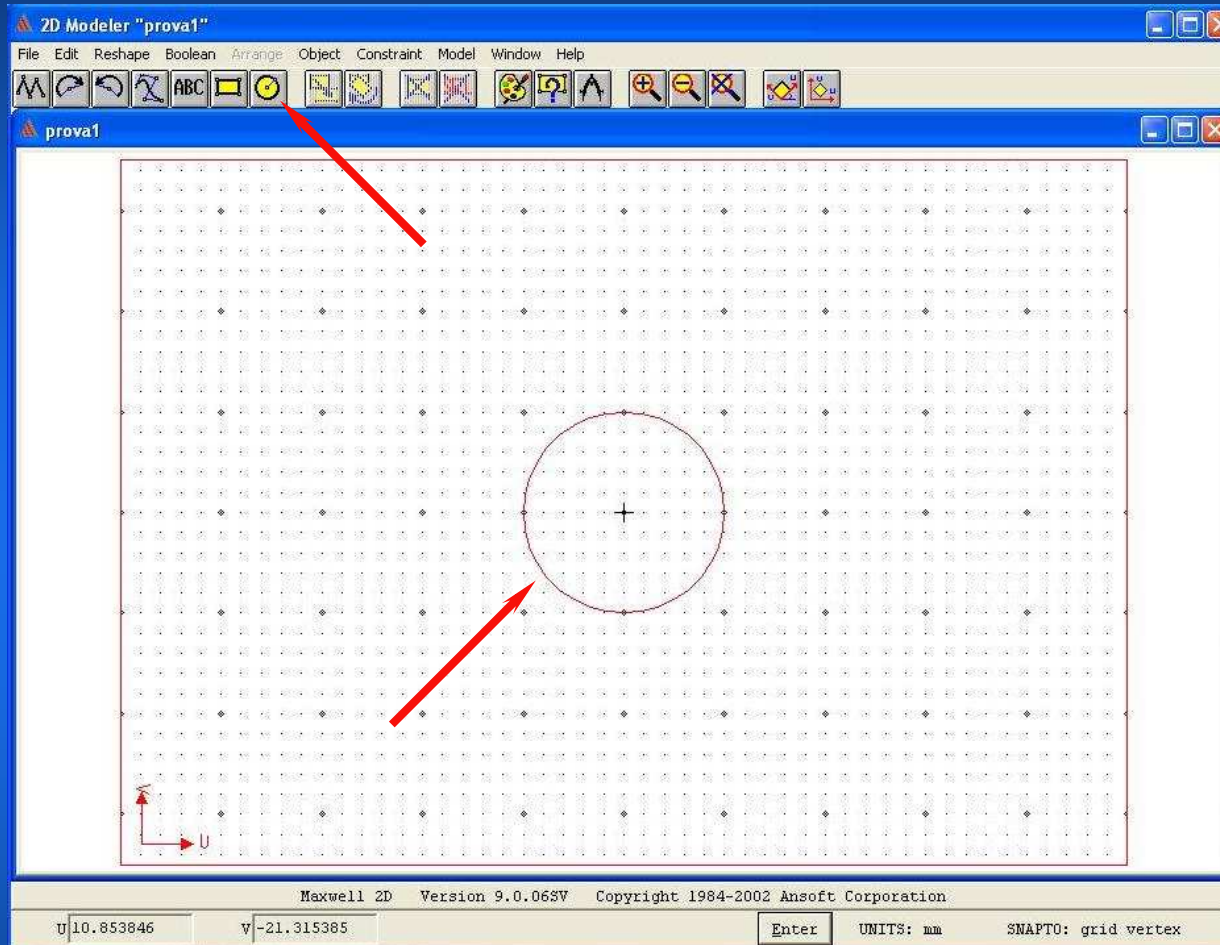 2D Modeler "prova1"
File Edit Reshape Boolean Arrange Object Constraint Model Window Help
ABC
prova1
V
U
Maxwell 2D Version 9.0.06SV Copyright 1984-2002 Ansoft Corporation
U 10.853846 V -21.315385 Enter UNITS: mm SNAPTO: grid vertex